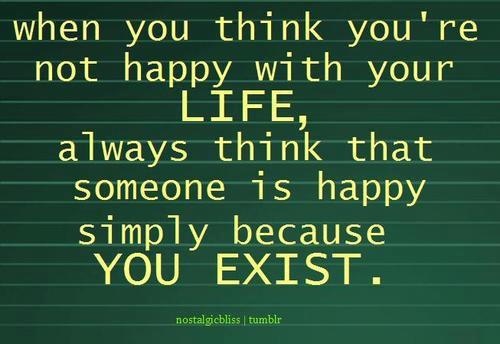 when you think you're
not happy with your
LIFE,
always think that
someone is happy
simply because
YOU EXIST.
nostalgicbliss | tumblr